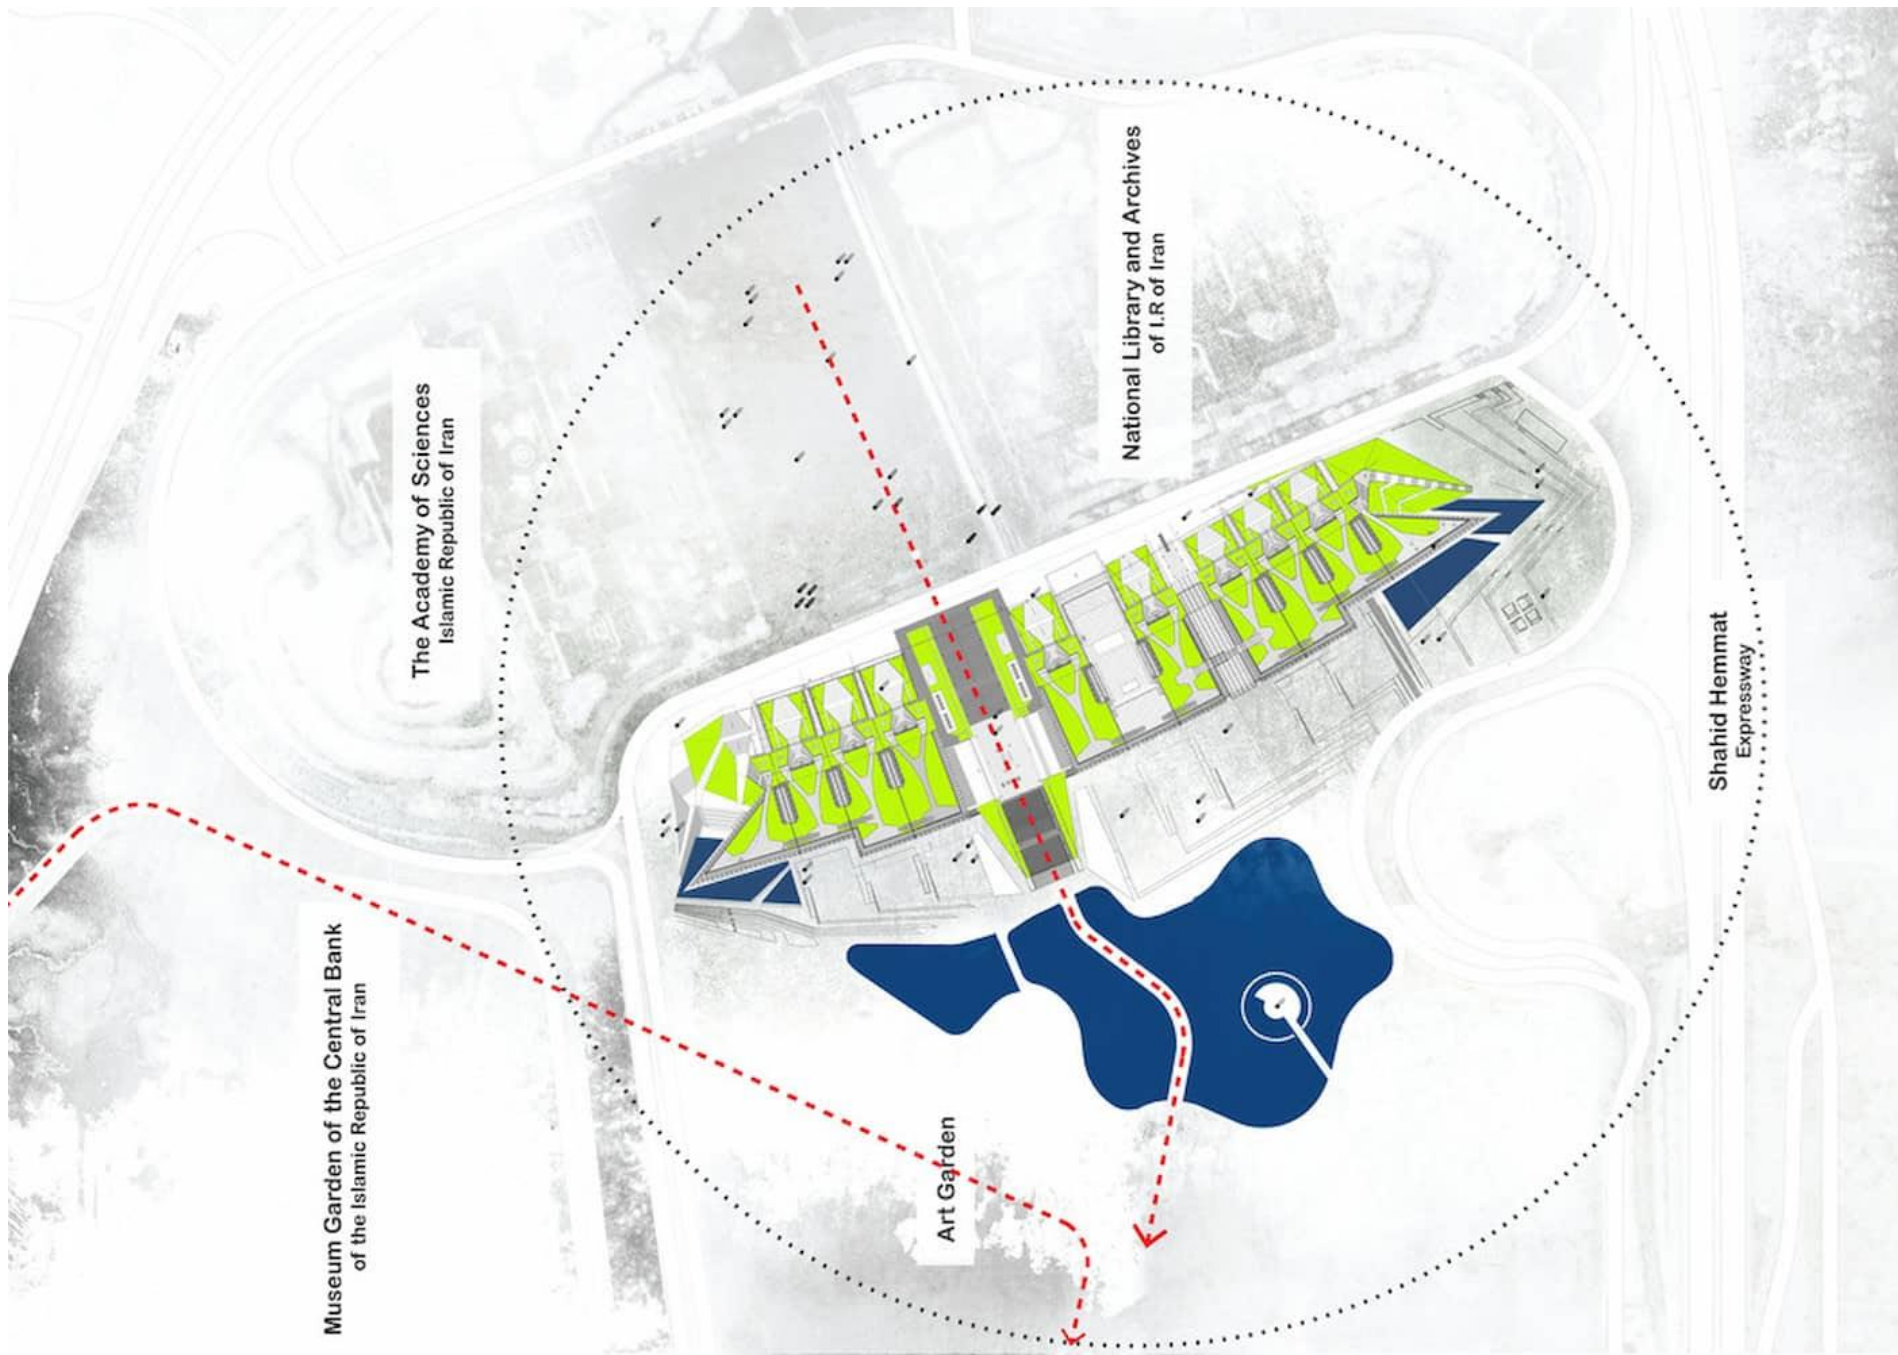 The Academy of Sciences
Islamic Republic of Iran
National Library and Archives
of I.R of Iran
Museum Garden of the Central Bank
of the Islamic Republic of Iran
Art Garden
Shahid Hemmat
Expressway